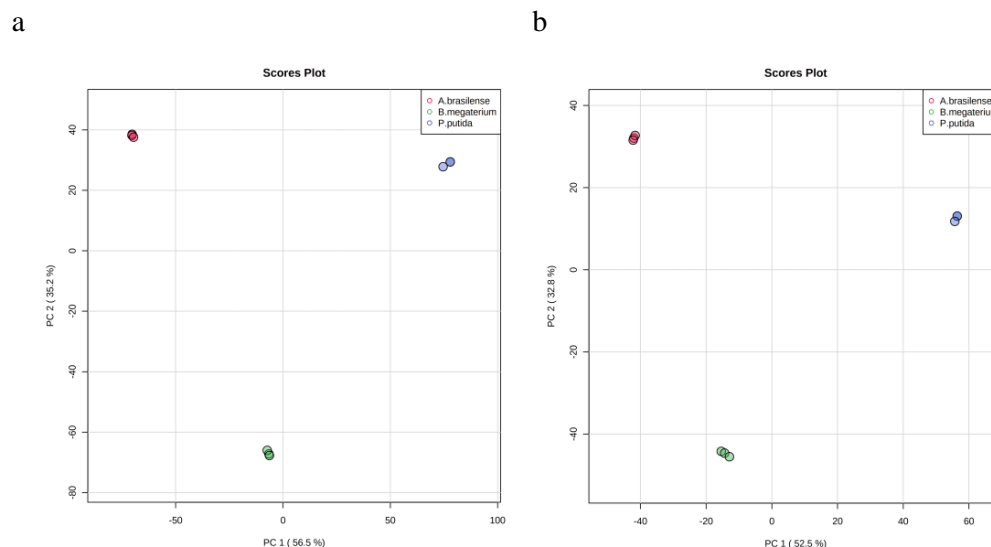 a
Scores Plot
A.brasilense
B.megaterium
P.putida
40
20
0
-20
-40
-60
-80
PC 2 ( 35.2 %)
-50
0
50
100
PC 1 ( 56.5 %)
b
Scores Plot
A.brasilense
B.megaterium
P.putida
40
20
0
-20
-40
PC 2 ( 32.8 %)
-40
-20
0
20
40
60
PC 1 ( 52.5 %)